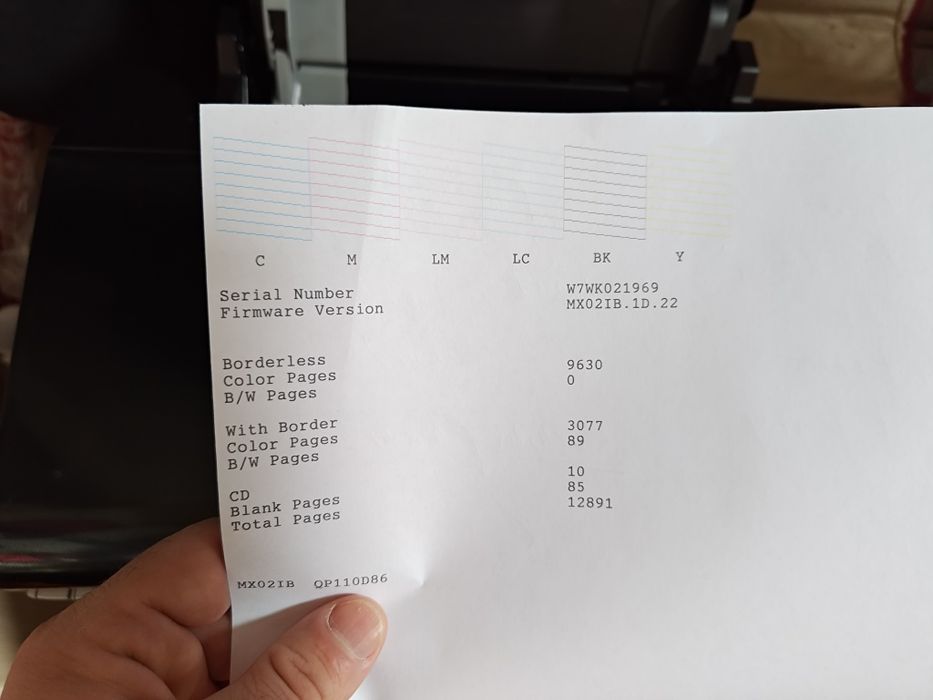 C M LM LC BK Y
Serial Number W7WK021969
Firmware Version MX02IB.1D.22
Borderless
Color Pages 9630
B/W Pages 0
With Border
Color Pages 3077
B/W Pages 89
CD 10
Blank Pages 85
Total Pages 12891
MX02IB QP110D86